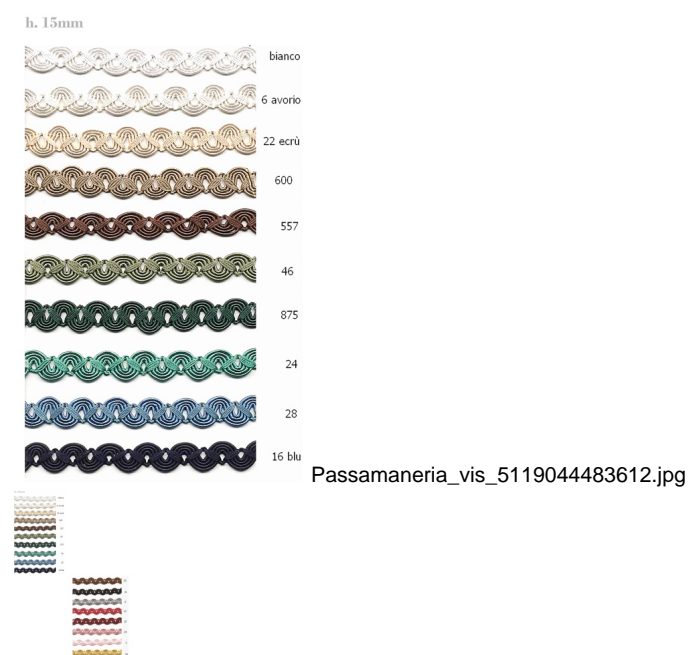 h. 15mm
bianco
6 avorio
22 ecrù
600
557
46
875
24
28
16 blu
Passamaneria_vis_5119044483612.jpg